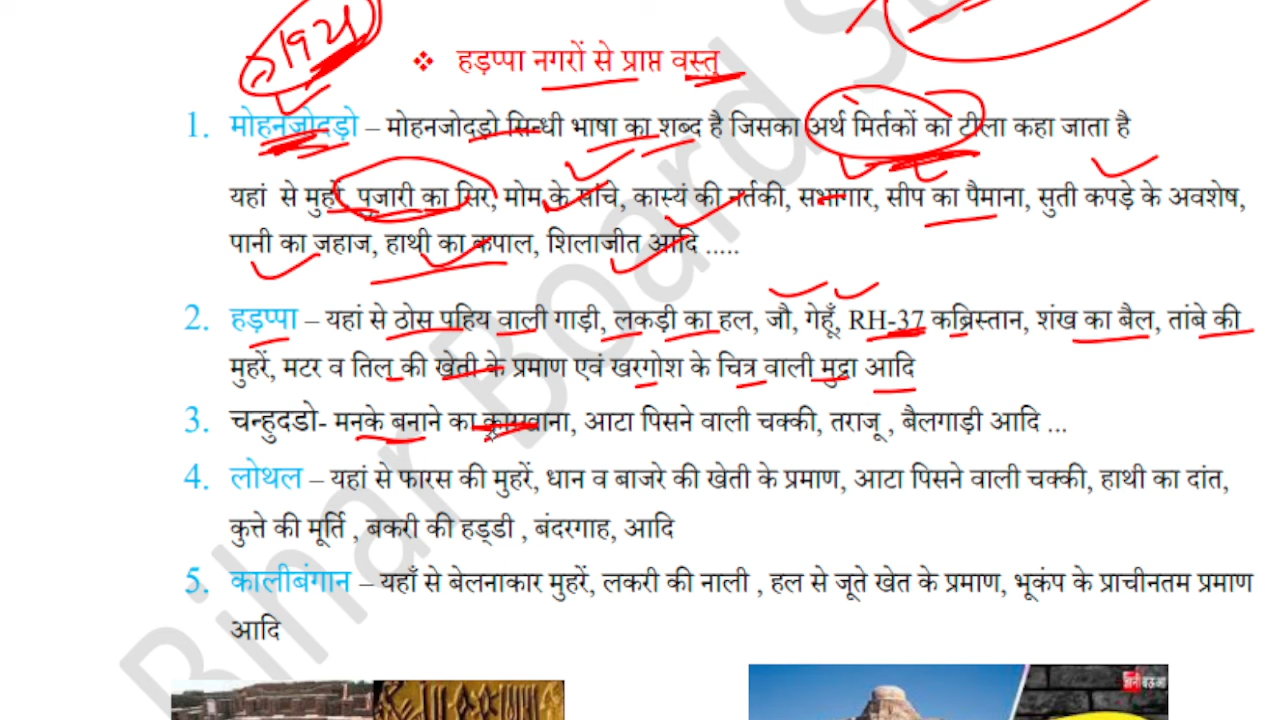 ❖ हड़प्पा नगरों से प्राप्त वस्तु
1. मोहनजोदड़ो – मोहनजोदड़ो सिन्धी भाषा का शब्द है जिसका अर्थ मिर्तकों का टीला कहा जाता है
यहां से मुहरे पुजारी का सिर, मोम के सांचे, कास्यं की नर्तकी, सभागार, सीप का पैमाना, सुती कपड़े के अवशेष,
पानी का जहाज, हाथी का कपाल, शिलाजीत आदि .....
2. हड़प्पा – यहां से ठोस पहिय वाली गाड़ी, लकड़ी का हल, जौ, गेहूँ, RH-37 कब्रिस्तान, शंख का बैल, तांबे की
मुहरें, मटर व तिल की खेती के प्रमाण एवं खरगोश के चित्र वाली मुद्रा आदि
3. चन्हुदडो- मनके बनाने का कारखाना, आटा पिसने वाली चक्की, तराजू , बैलगाड़ी आदि ...
4. लोथल – यहां से फारस की मुहरें, धान व बाजरे की खेती के प्रमाण, आटा पिसने वाली चक्की, हाथी का दांत,
कुत्ते की मूर्ति , बकरी की हड्डी , बंदरगाह, आदि
5. कालीबंगान – यहाँ से बेलनाकार मुहरें, लकरी की नाली , हल से जूते खेत के प्रमाण, भूकंप के प्राचीनतम प्रमाण
आदि
Bihar Board